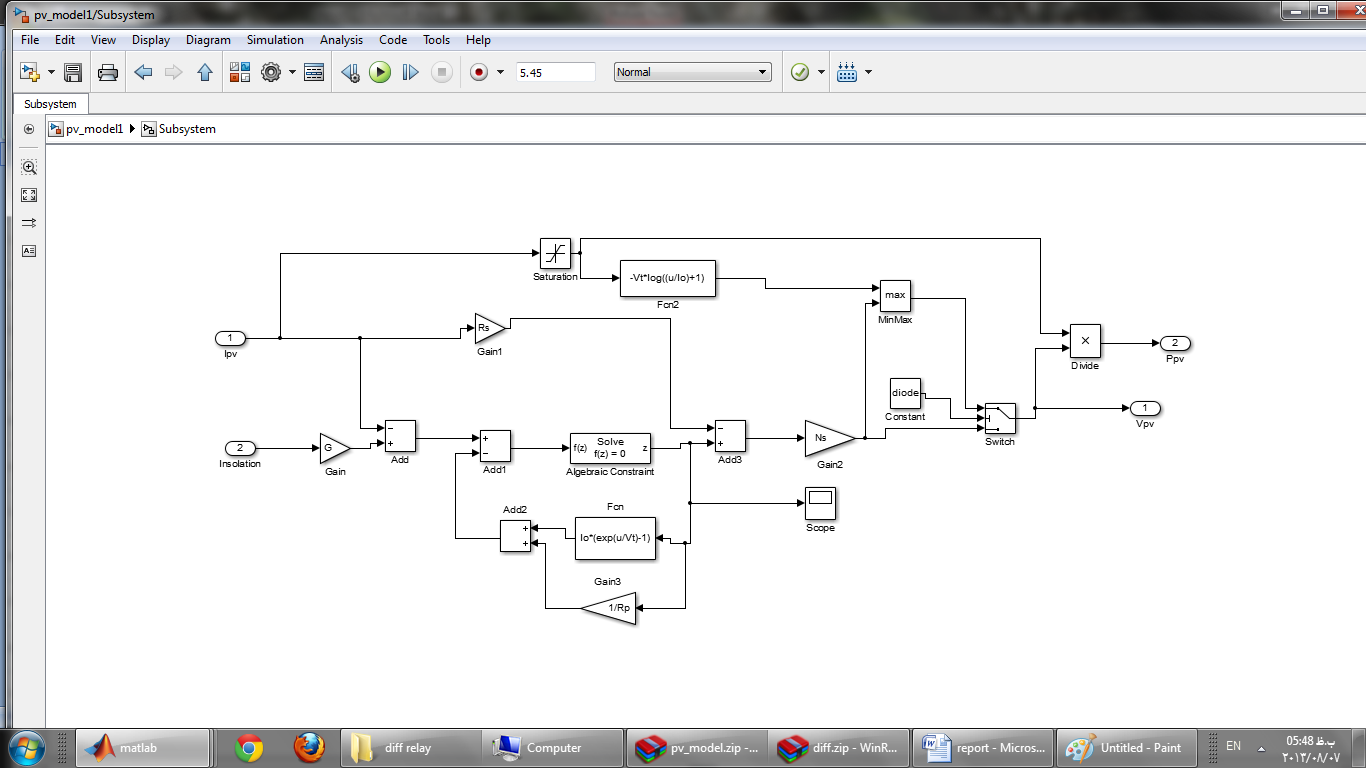 pv_model1/Subsystem
File Edit View Display Diagram Simulation Analysis Code Tools Help
5.45
Normal
Subsystem
pv_model1 Subsystem
Saturation
-Vt*log((u/Io)+1)
Fcn2
max
MinMax
Rs
Gain1
1
Ipv
×
Divide
2
Ppv
diode
Constant
1
Vpv
Switch
2
Insolation
G
Gain
Add
Add1
f(z) Solve z
f(z) = 0
Algebraic Constraint
Add3
Ns
Gain2
Scope
Add2
Fcn
Io*(exp(u/Vt)-1)
Gain3
1/Rp
matlab
diff relay
Computer
pv_model.zip -...
diff.zip - WinR...
report - Micros...
Untitled - Paint
EN
05:48 ب.ظ
۲۰۱۳/۰۸/۰۷